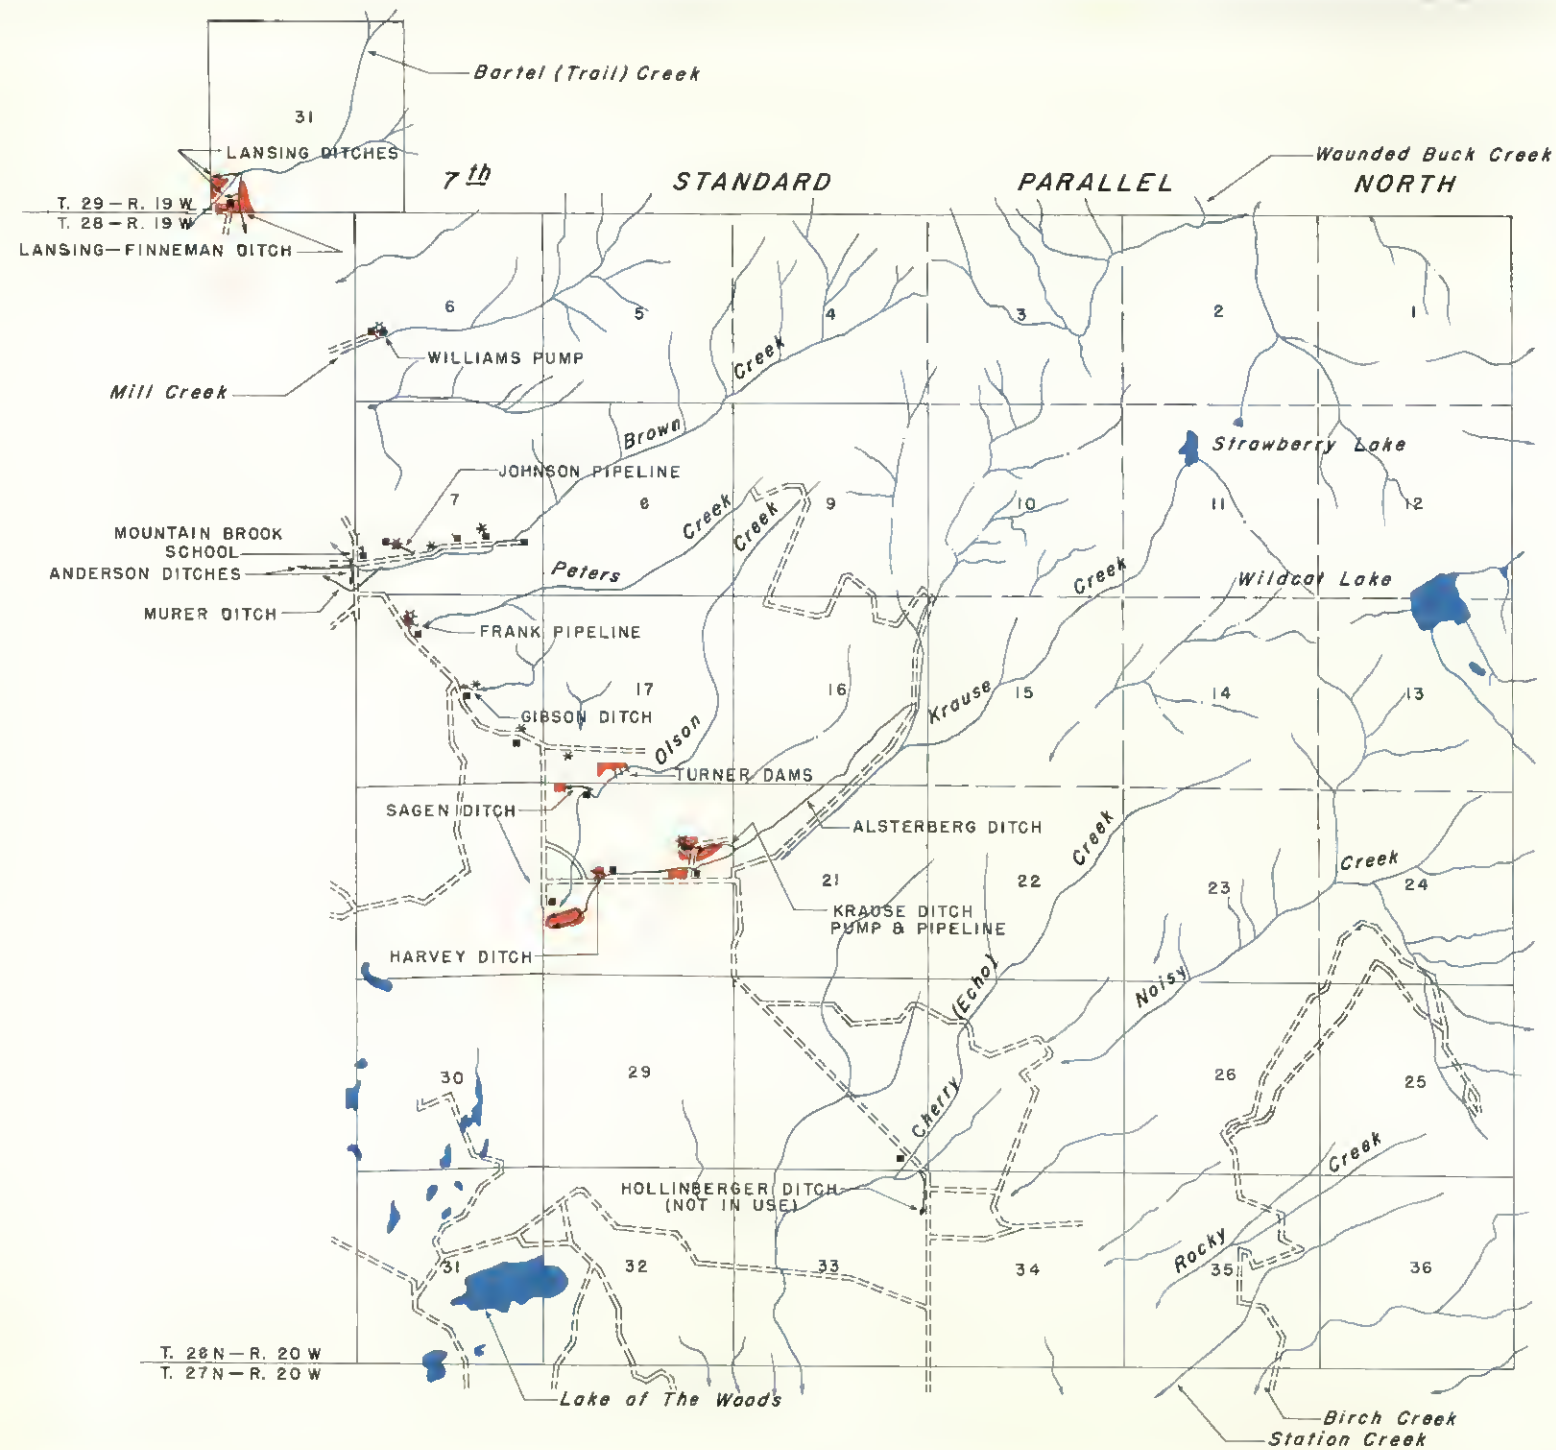 Bartel (Trail) Creek
31
LANSING DITCHES
Wounded Buck Creek
7th STANDARD PARALLEL NORTH
T. 29 – R. 19 W.
T. 28 – R. 19 W
LANSING–FINNEMAN DITCH
6
5
4
3
2
1
WILLIAMS PUMP
Mill Creek
Creek
Brown
Strawberry Lake
JOHNSON PIPELINE
7
8
9
10
11
12
Creek
Creek
MOUNTAIN BROOK
SCHOOL
ANDERSON DITCHES
Peters
Creek
Wildcat Lake
MURER DITCH
FRANK PIPELINE
17
16
Krause
15
14
13
GIBSON DITCH
Olson
TURNER DAMS
SAGEN DITCH
ALSTERBERG DITCH
Creek
Creek
21
22
23
24
KRAUSE DITCH
PUMP & PIPELINE
HARVEY DITCH
(Echo)
Noisy
30
29
26
25
Cherry
Creek
HOLLINBERGER DITCH
(NOT IN USE)
Rocky
31
32
33
34
35
36
T. 28 N – R. 20 W
T. 27 N – R. 20 W
Lake of The Woods
Birch Creek
Station Creek